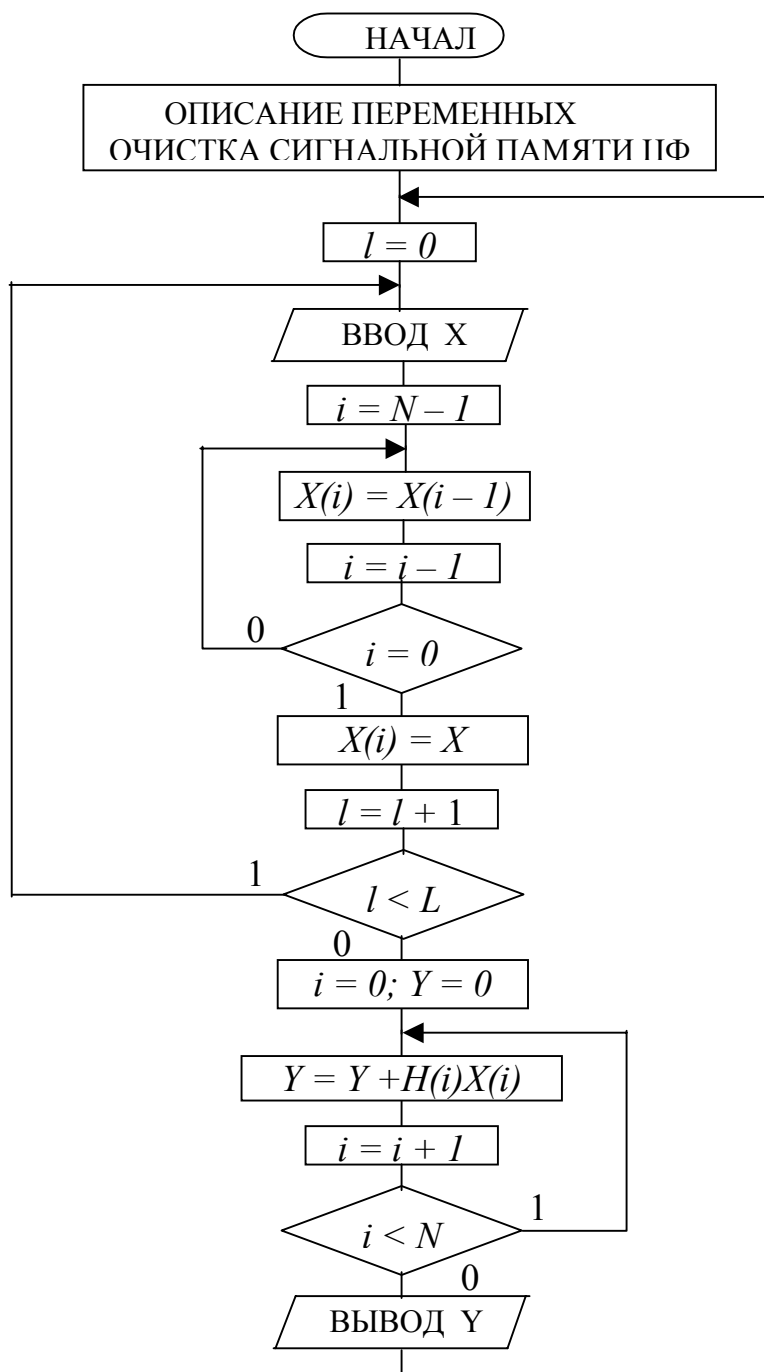 НАЧАЛ
ОПИСАНИЕ ПЕРЕМЕННЫХ
ОЧИСТКА СИГНАЛЬНОЙ ПАМЯТИ ЦФ
l = 0
ВВОД X
i = N – 1
X(i) = X(i – 1)
i = i – 1
0
i = 0
1
X(i) = X
l = l + 1
1
l < L
0
i = 0; Y = 0
Y = Y +H(i)X(i)
i = i + 1
i < N
1
0
ВЫВОД Y